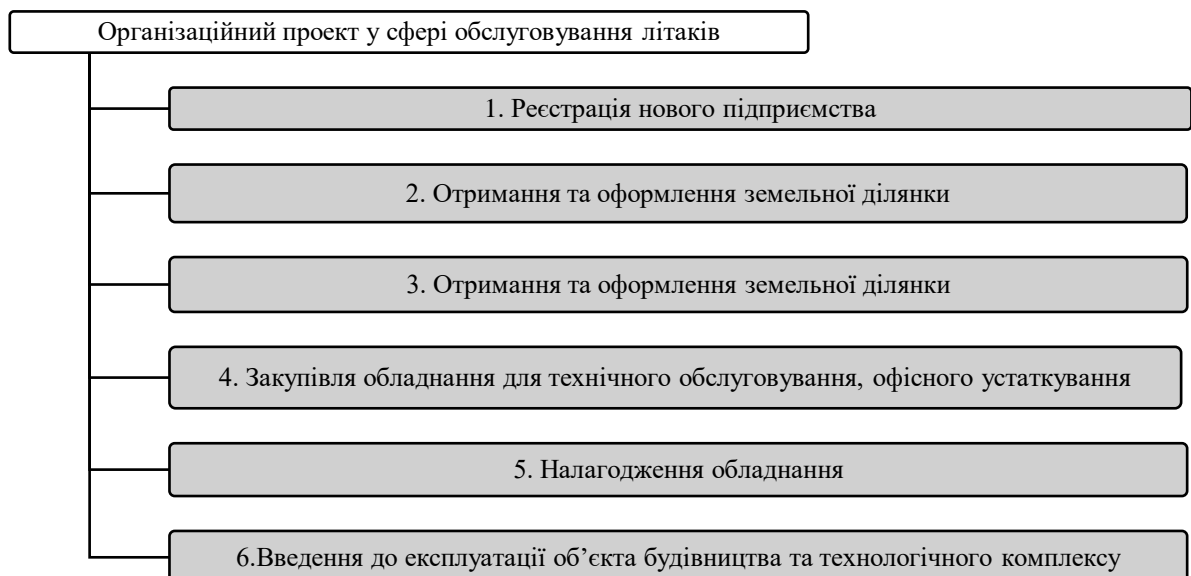 Організаційний проект у сфері обслуговування літаків
1. Реєстрація нового підприємства
2. Отримання та оформлення земельної ділянки
3. Отримання та оформлення земельної ділянки
4. Закупівля обладнання для технічного обслуговування, офісного устаткування
5. Налагодження обладнання
6.Введення до експлуатації об’єкта будівництва та технологічного комплексу